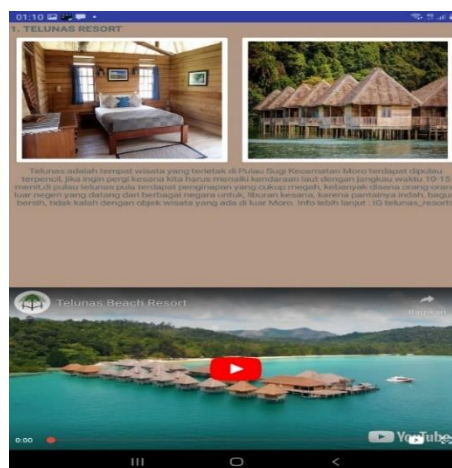 01:10
1. TELUNAS RESORT
Telunas adalah tempat wisata yang terletak di Pulau Sugi Kecamatan Moro terdapat dipulau
terpencil, jika ingin pergi kesana kita harus menaiki kendaraan laut dengan jangkau waktu 10-15
menit,di pulau telunas pula terdapat penginapan yang cukup megah, kebanyak disana orang orang
luar negeri yang datang dari berbagai negara untuk, liburan kesana, karena pantainya indah, bagus
bersih, tidak kalah dengan objek wisata yang ada di luar Moro. Info lebih lanjut : IG telunas_resorts
Telunas Beach Resort
Bagikan
0:00
YouTube